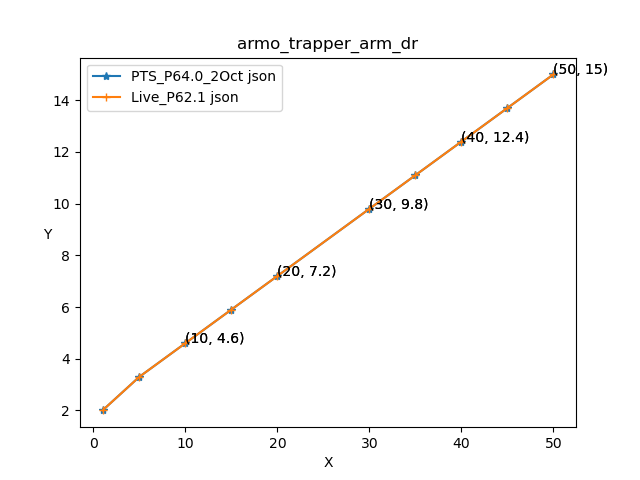 armo_trapper_arm_dr
PTS_P64.0_2Oct json
Live_P62.1 json
(50, 15)
(40, 12.4)
(30, 9.8)
(20, 7.2)
(10, 4.6)
14
12
10
8
6
4
2
Y
0 10 20 30 40 50
X